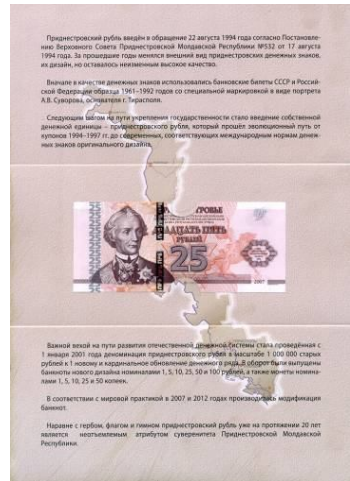 Приднестровский рубль введён в обращение 22 августа 1994 года согласно Постановле-
нию Верховного Совета Приднестровской Молдавской Республики №532 от 17 августа
1994 года. За прошедшие годы менялся внешний вид приднестровских денежных знаков,
их дизайн, но оставалось неизменным высокое качество.
Вначале в качестве денежных знаков использовались банковские билеты СССР и Россий-
ской Федерации образца 1961–1992 годов со специальной маркировкой в виде портрета
А.В. Суворова, основателя г. Тирасполя.
Следующим шагом на пути укрепления государственности стало введение собственной
денежной единицы – приднестровского рубля, который прошёл эволюционный путь от
купонов 1994–1997 гг. до современных, соответствующих международным нормам денеж-
ных знаков оригинального дизайна.
ДВАДЦАТЬ ПЯТЬ
РУБЛЕЙ
25
2007
Важной вехой на пути развития отечественной денежной системы стала проведённая с
1 января 2001 года деноминация приднестровского рубля в масштабе 1 000 000 старых
рублей к 1 новому и кардинальное обновление денежного ряда. В оборот были выпущены
банкноты нового дизайна номиналами 1, 5, 10, 25, 50 и 100 рублей, а также монеты номина-
лами 1, 5, 10, 25 и 50 копеек.
В соответствии с мировой практикой в 2007 и 2012 годах производилась модификация
банкнот.
Наравне с гербом, флагом и гимном приднестровский рубль уже на протяжении 20 лет
является неотъемлемым атрибутом суверенитета Приднестровской Молдавской
Республики.